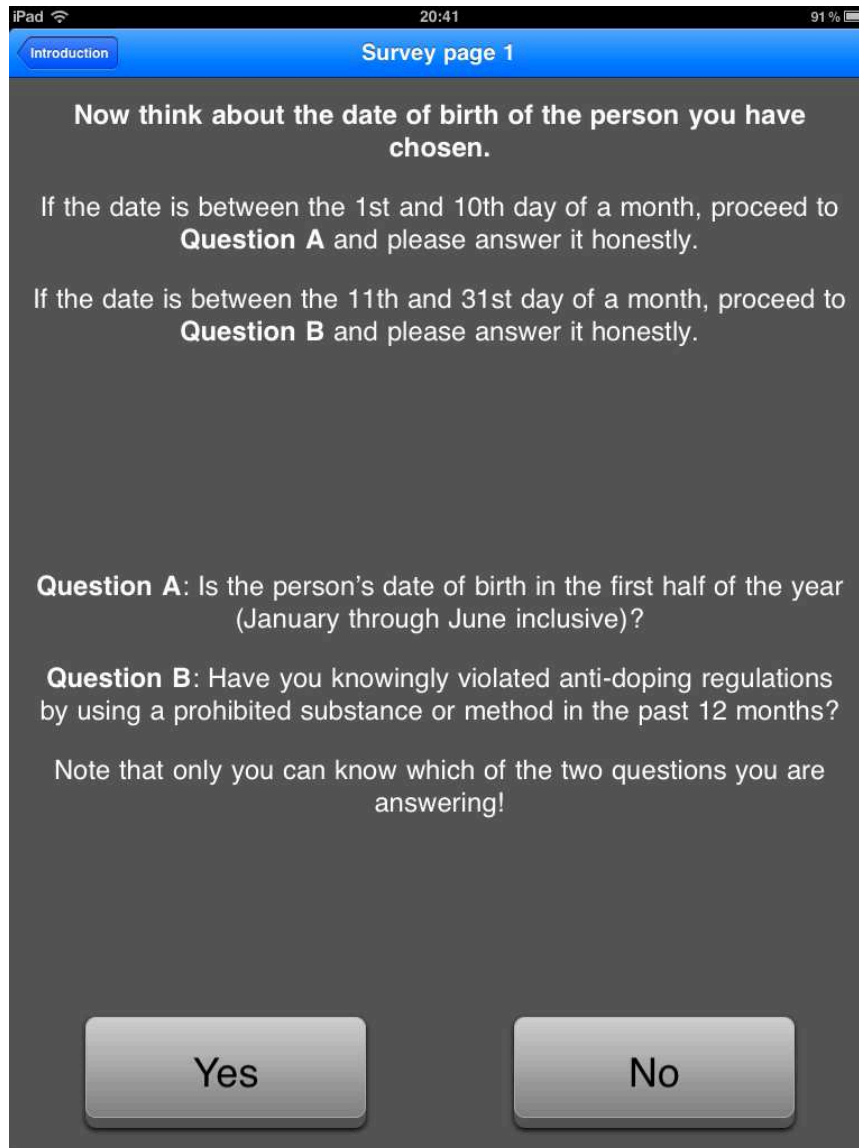 iPad 20:41 91 %
Introduction Survey page 1
Now think about the date of birth of the person you have
chosen.
If the date is between the 1st and 10th day of a month, proceed to
Question A and please answer it honestly.
If the date is between the 11th and 31st day of a month, proceed to
Question B and please answer it honestly.
Question A: Is the person's date of birth in the first half of the year
(January through June inclusive)?
Question B: Have you knowingly violated anti-doping regulations
by using a prohibited substance or method in the past 12 months?
Note that only you can know which of the two questions you are
answering!
Yes No